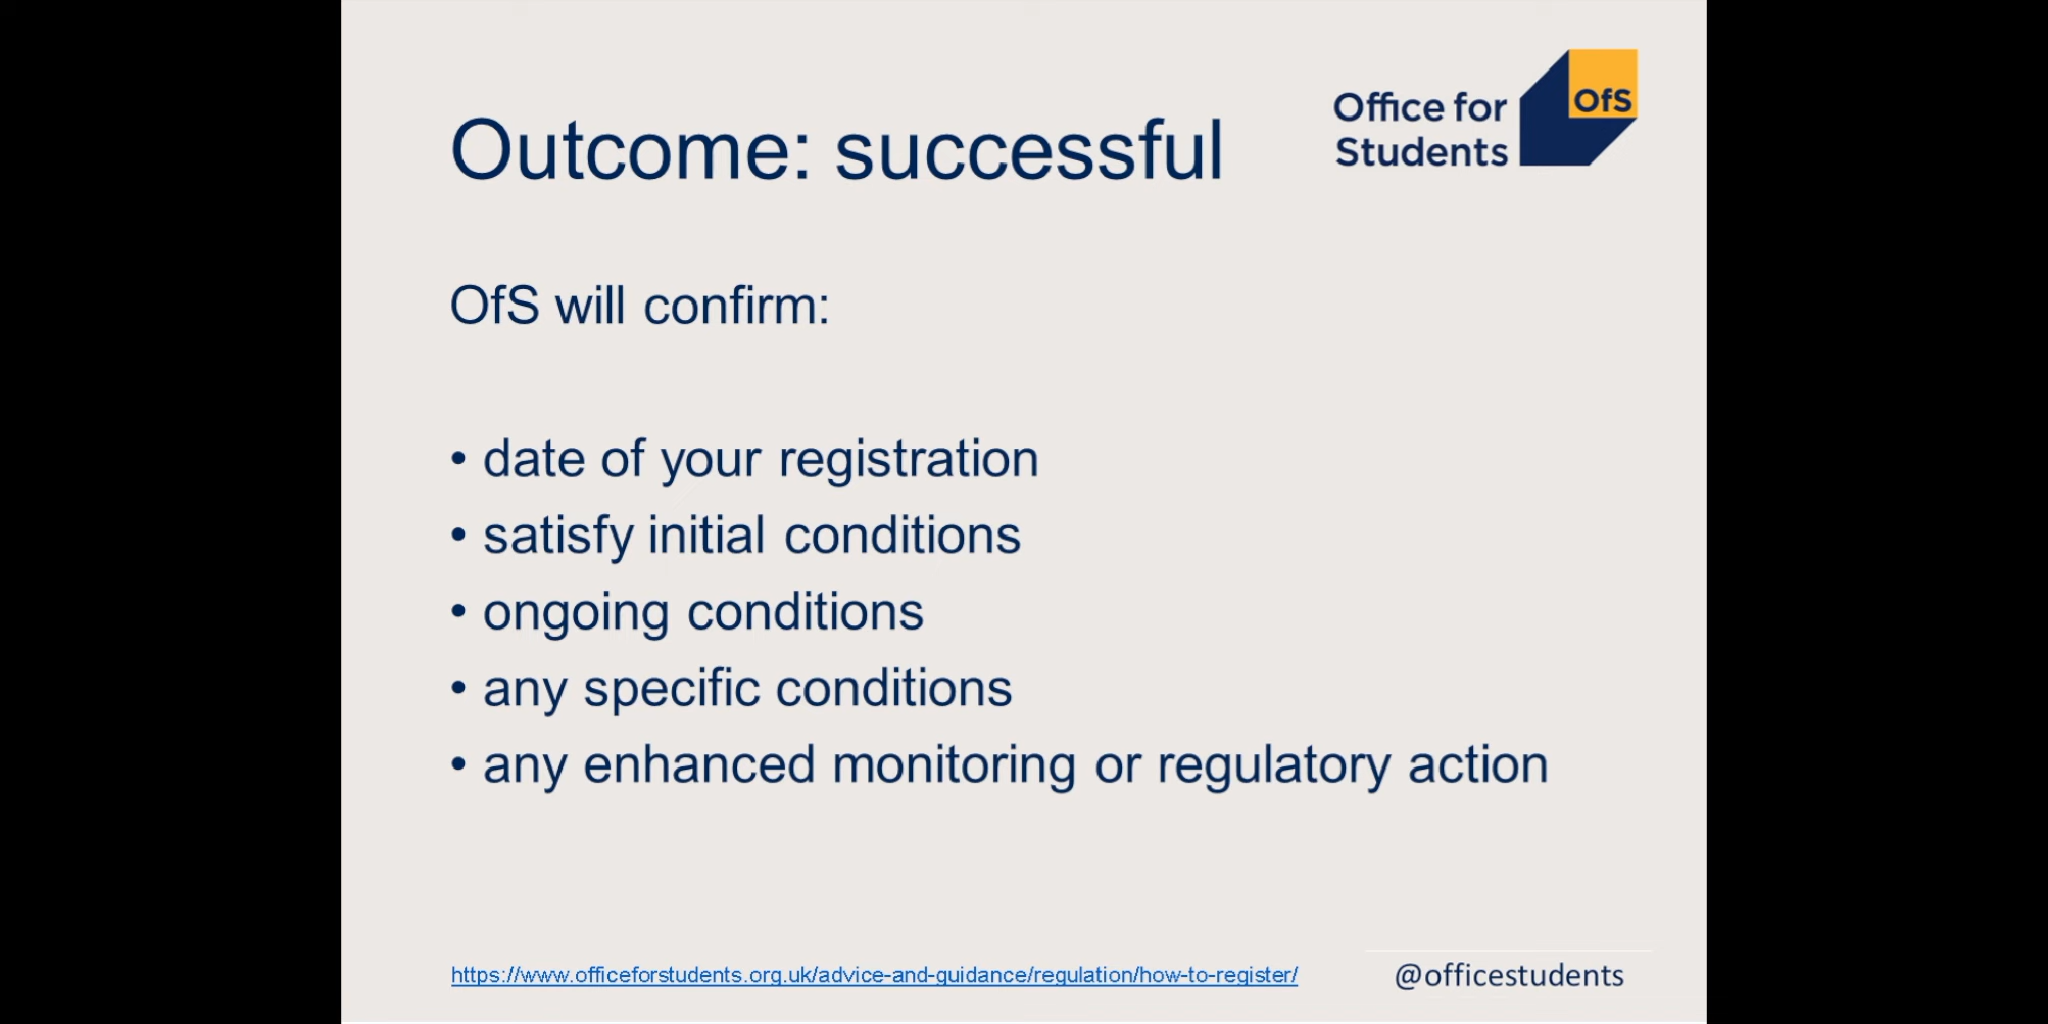 Outcome: successful
Office for
Students
OfS
OfS will confirm:
• date of your registration
• satisfy initial conditions
• ongoing conditions
• any specific conditions
• any enhanced monitoring or regulatory action
https://www.officeforstudents.org.uk/advice-and-guidance/regulation/how-to-register/
@officestudents